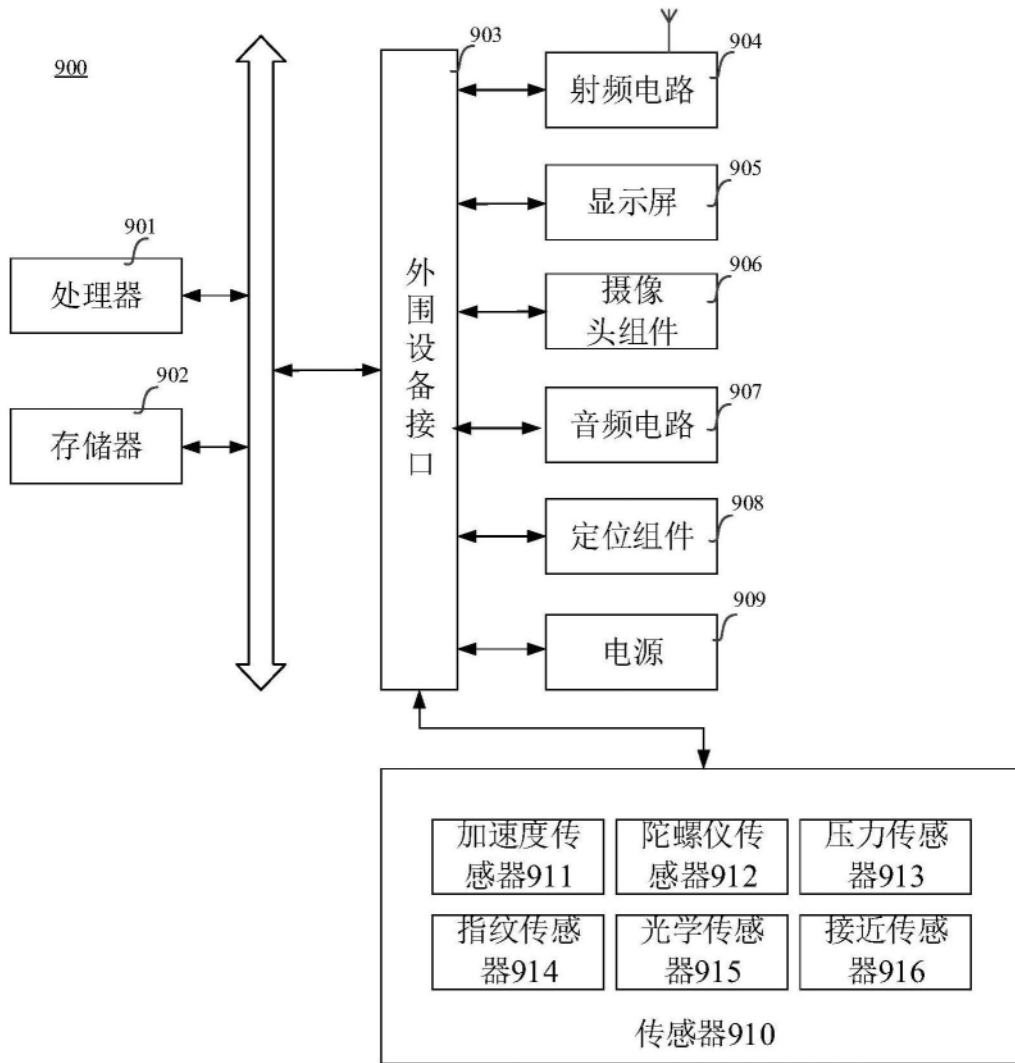 900
903
904
射频电路
905
显示屏
901
处理器
906
摄像
头组件
外
围
设
备
接
口
902
存储器
907
音频电路
908
定位组件
909
电源
加速度传
感器911
陀螺仪传
感器912
压力传感
器913
指纹传感
器914
光学传感
器915
接近传感
器916
传感器910